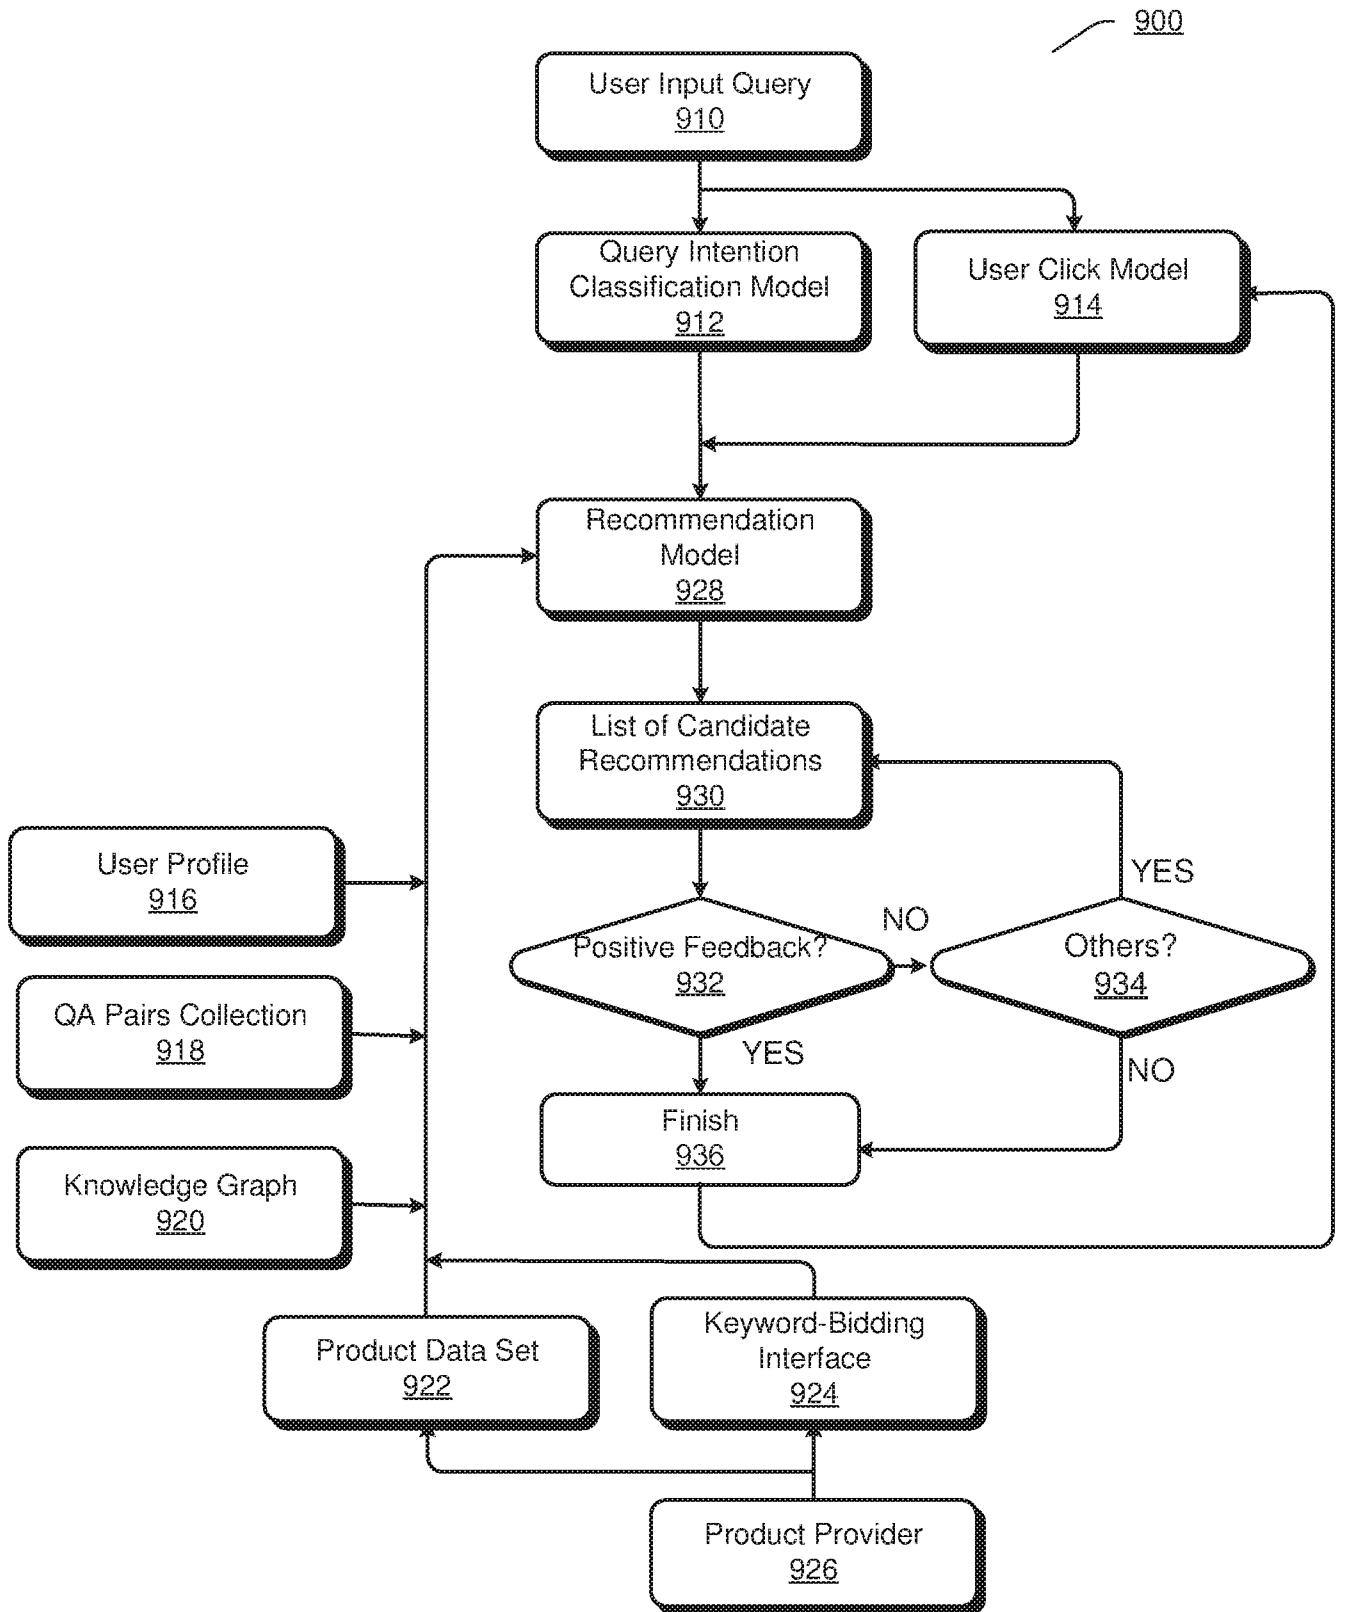 900
User Input Query
910
Query Intention
Classification Model
912
User Click Model
914
Recommendation
Model
928
List of Candidate
Recommendations
930
User Profile
916
YES
Positive Feedback?
932
NO
Others?
934
QA Pairs Collection
918
YES
NO
Finish
936
Knowledge Graph
920
Product Data Set
922
Keyword-Bidding
Interface
924
Product Provider
926